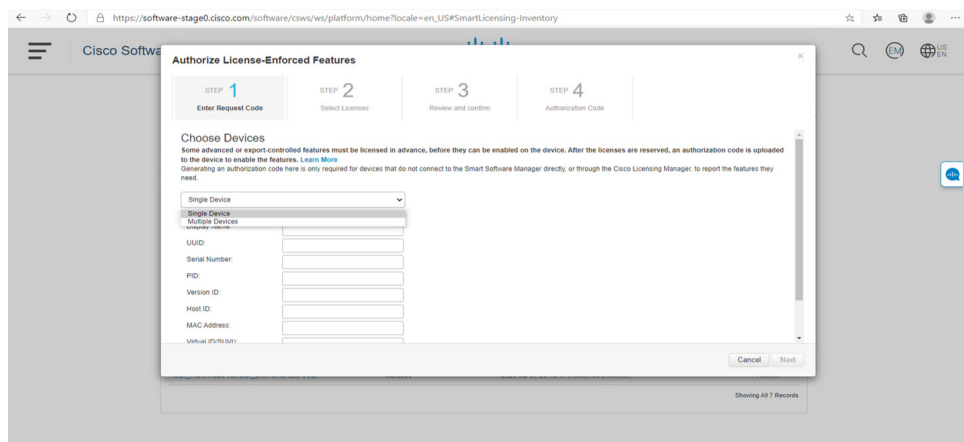 https://software-stage0.cisco.com/software/csws/ws/platform/home?locale=en_US#SmartLicensing-Inventory
Cisco Softwa
EM
US
EN
Authorize License-Enforced Features
STEP 1
Enter Request Code
STEP 2
Select Licenses
STEP 3
Review and confirm
STEP 4
Authorization Code
Choose Devices
Some advanced or export-controlled features must be licensed in advance, before they can be enabled on the device. After the licenses are reserved, an authorization code is uploaded
to the device to enable the features. Learn More
Generating an authorization code here is only required for devices that do not connect to the Smart Software Manager directly, or through the Cisco Licensing Manager, to report the features they
need.
Single Device
Single Device
Multiple Devices
Display Name:
UUID:
Serial Number:
PID:
Version ID:
Host ID:
MAC Address:
Virtual ID(SUVI):
Cancel
Next
Showing All 7 Records